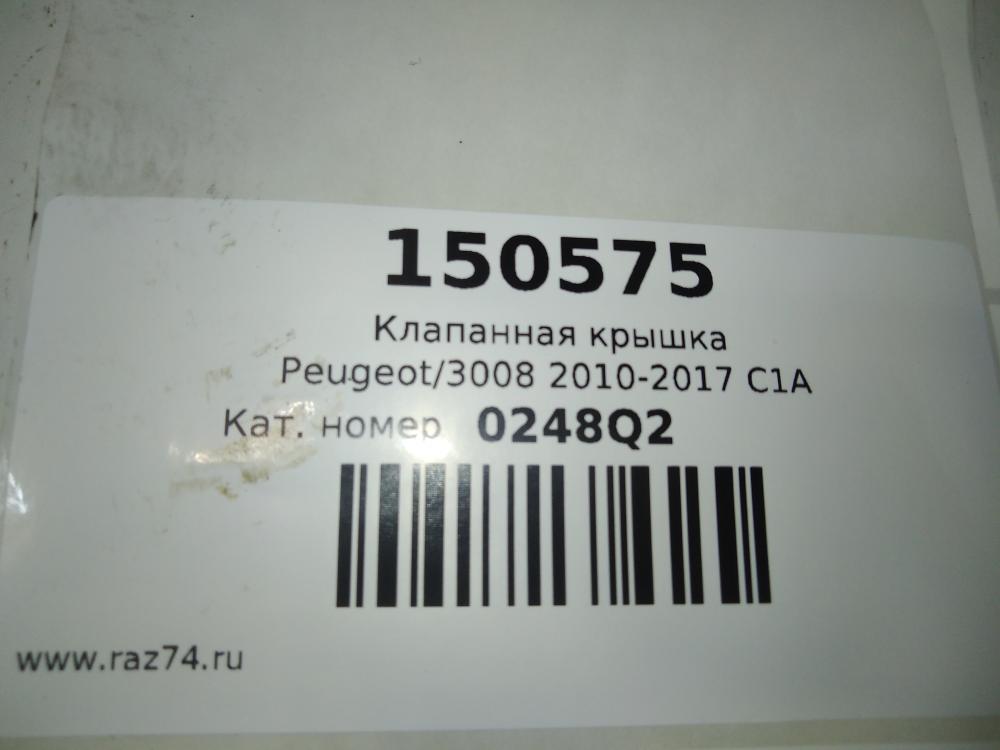 150575
Клапанная крышка
Peugeot/3008 2010-2017 C1A
Кат. номер 0248Q2
www.raz74.ru